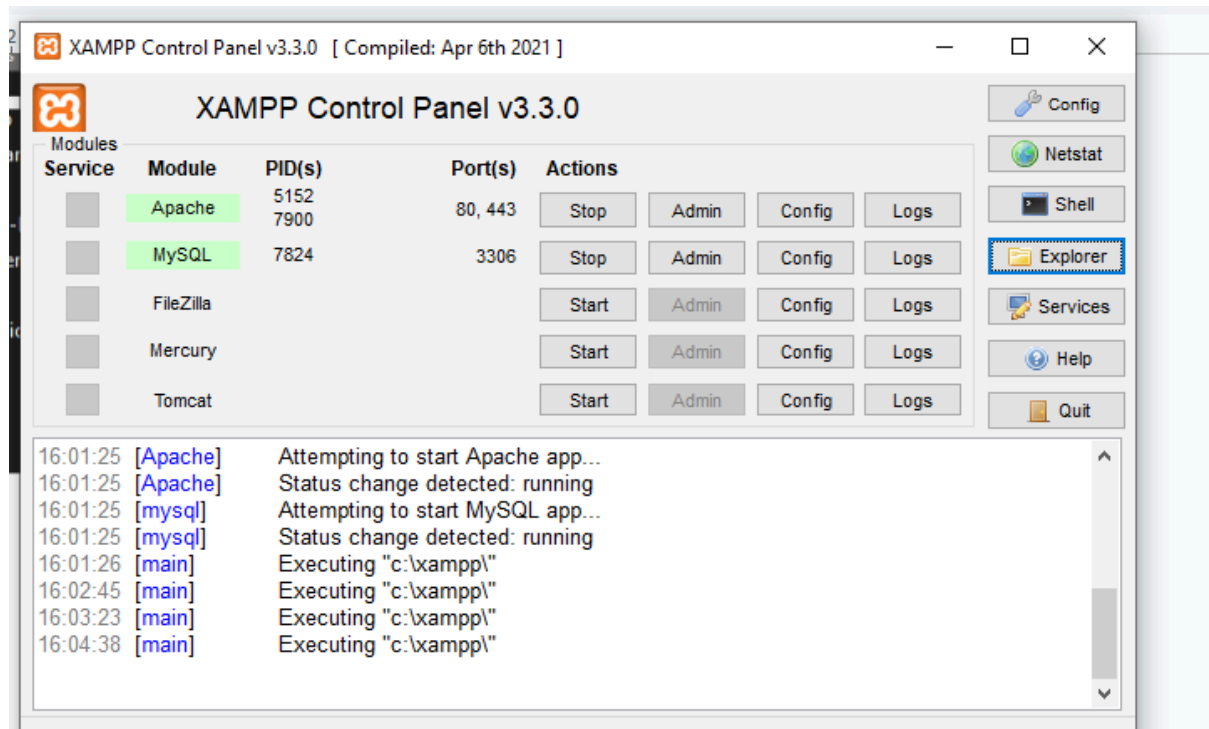 XAMPP Control Panel v3.3.0 [ Compiled: Apr 6th 2021 ]
XAMPP Control Panel v3.3.0
Config
Modules
Netstat
Service Module PID(s) Port(s) Actions
Apache 5152 7900 80, 443 Stop Admin Config Logs
Shell
MySQL 7824 3306 Stop Admin Config Logs
Explorer
FileZilla Start Admin Config Logs
Services
Mercury Start Admin Config Logs
Help
Tomcat Start Admin Config Logs
Quit
16:01:25 [Apache] Attempting to start Apache app...
16:01:25 [Apache] Status change detected: running
16:01:25 [mysql] Attempting to start MySQL app...
16:01:25 [mysql] Status change detected: running
16:01:26 [main] Executing "c:\xampp\"
16:02:45 [main] Executing "c:\xampp\"
16:03:23 [main] Executing "c:\xampp\"
16:04:38 [main] Executing "c:\xampp\"